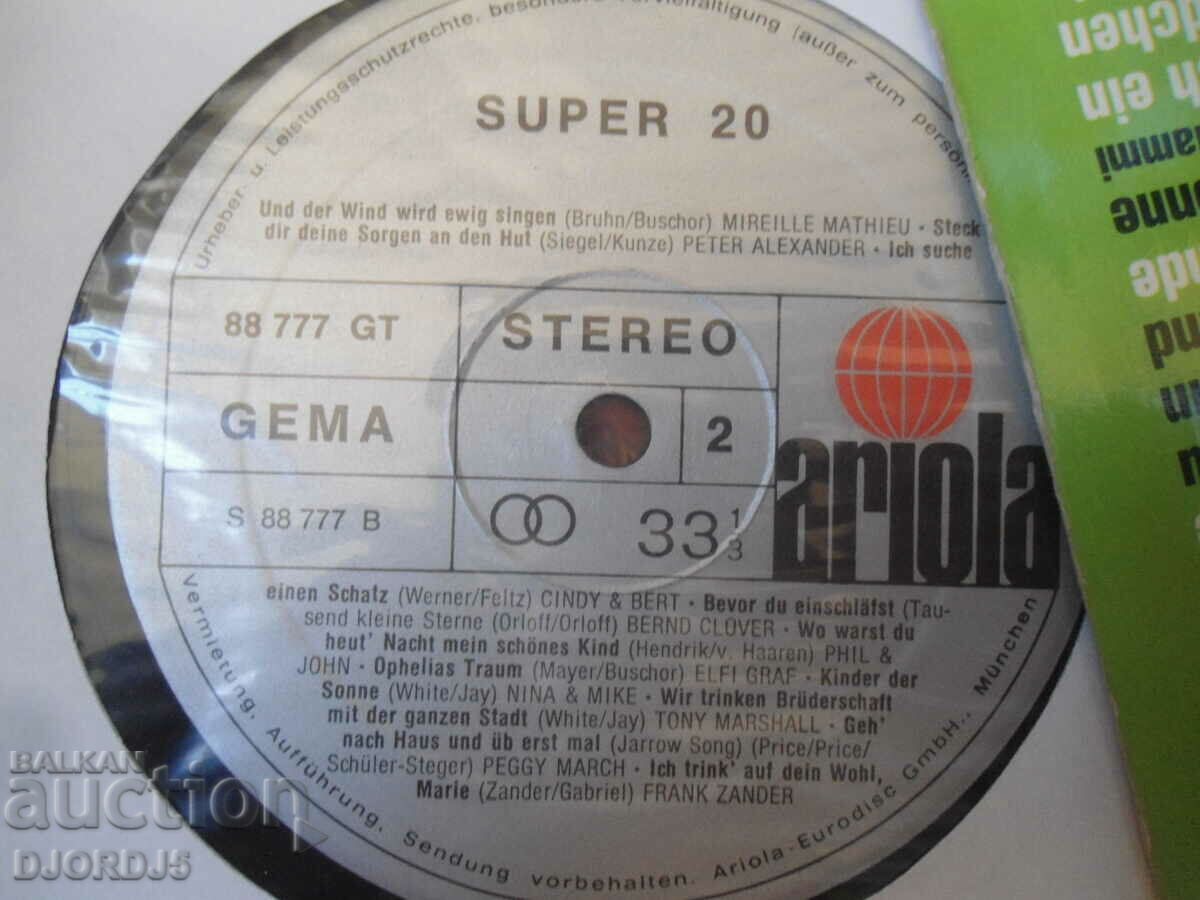 Urheber- u. Leistungsschutzrechte, besonders Vervielfältigung (außer zum persönl.
SUPER 20
Und der Wind wird ewig singen (Bruhn/Buschor) MIREILLE MATHIEU · Steck
dir deine Sorgen an den Hut (Siegel/Kunze) PETER ALEXANDER · Ich suche
88 777 GT
STEREO
GEMA
2
ariola
S 88 777 B
33 1/3
einen Schatz (Werner/Feltz) CINDY & BERT · Bevor du einschläfst (Tau-
send kleine Sterne (Orloff/Orloff) BERND CLOVER · Wo warst du
heut' Nacht mein schönes Kind (Hendrik/v. Haaren) PHIL &
JOHN · Ophelias Traum (Mayer/Buschor) ELFI GRAF · Kinder der
Sonne (White/Jay) NINA & MIKE · Wir trinken Brüderschaft
mit der ganzen Stadt (White/Jay) TONY MARSHALL · Geh'
nach Haus und üb erst mal (Jarrow Song) (Price/Price/
Schüler-Steger) PEGGY MARCH · Ich trink' auf dein Wohl,
Marie (Zander/Gabriel) FRANK ZANDER
Vermietung, Aufführung, Sendung vorbehalten. Ariola-Eurodisc GmbH., München
dchen
ein
ammi
nne
BALKAN
auction
DJORDJ5